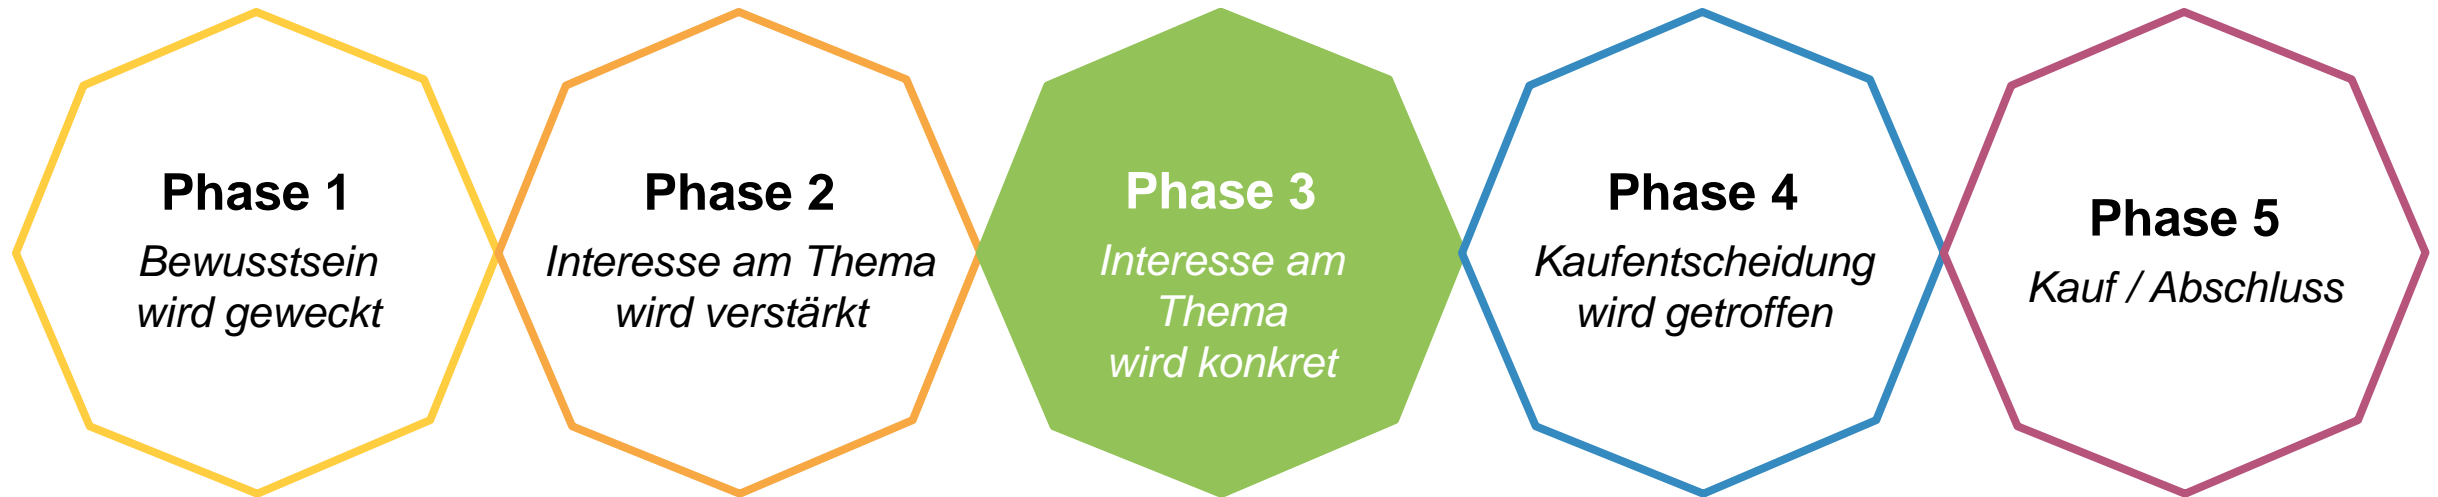 Phase 1
Bewusstsein
wird geweckt
Phase 2
Interesse am Thema
wird verstärkt
Phase 3
Interesse am
Thema
wird konkret
Phase 4
Kaufentscheidung
wird getroffen
Phase 5
Kauf / Abschluss